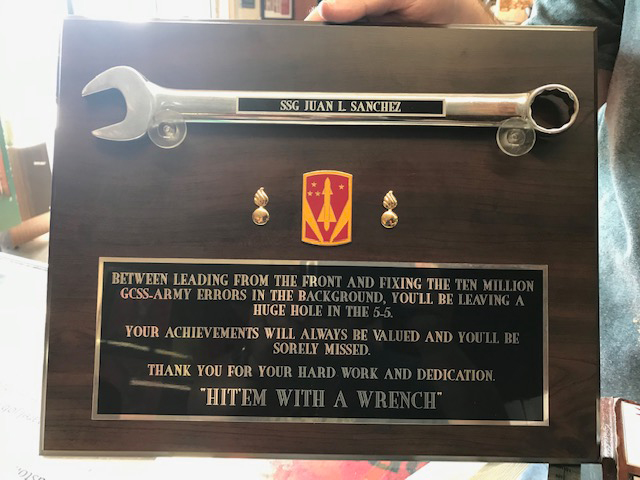 SSG JUAN L. SANCHEZ
BETWEEN LEADING FROM THE FRONT AND FIXING THE TEN MILLION
GCSS-ARMY ERRORS IN THE BACKGROUND, YOU'LL BE LEAVING A
HUGE HOLE IN THE 5-5.
YOUR ACHIEVEMENTS WILL ALWAYS BE VALUED AND YOU'LL BE
SORELY MISSED.
THANK YOU FOR YOUR HARD WORK AND DEDICATION.
"HIT'EM WITH A WRENCH"